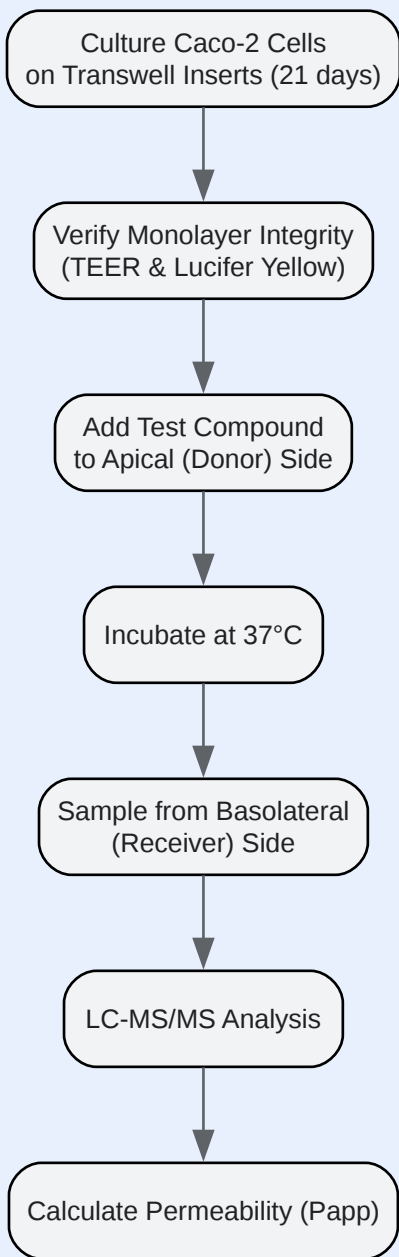 Culture Caco-2 Cells
on Transwell Inserts (21 days)
Verify Monolayer Integrity
(TEER & Lucifer Yellow)
Add Test Compound
to Apical (Donor) Side
Incubate at 37°C
Sample from Basolateral
(Receiver) Side
LC-MS/MS Analysis
Calculate Permeability (Papp)